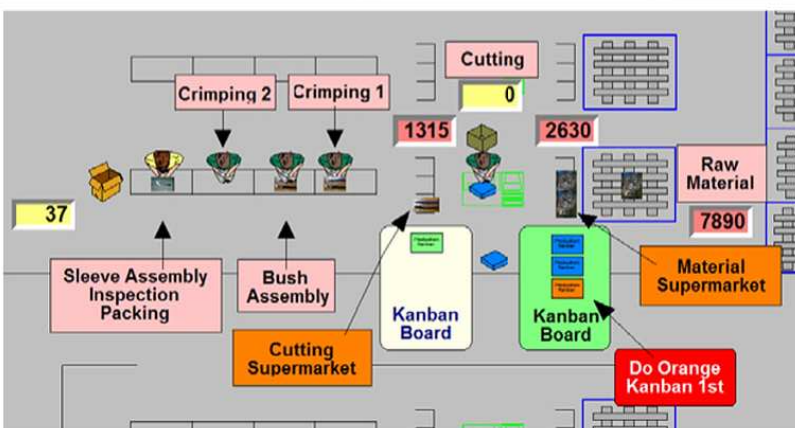 Cutting
0
Crimping 2
Crimping 1
1315
2630
Raw
Material
7890
37
Sleeve Assembly
Inspection
Packing
Bush
Assembly
Cutting
Supermarket
Kanban
Board
Kanban
Board
Material
Supermarket
Do Orange
Kanban 1st